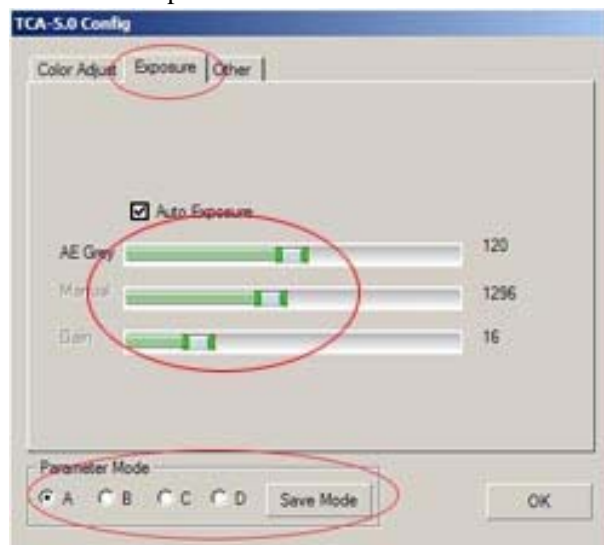 TCA-5.0 Config
Color Adjust Exposure Other
Auto Exposure
AE Grey 120
Manual 1296
Gain 16
Parameter Mode
A B C D Save Mode OK